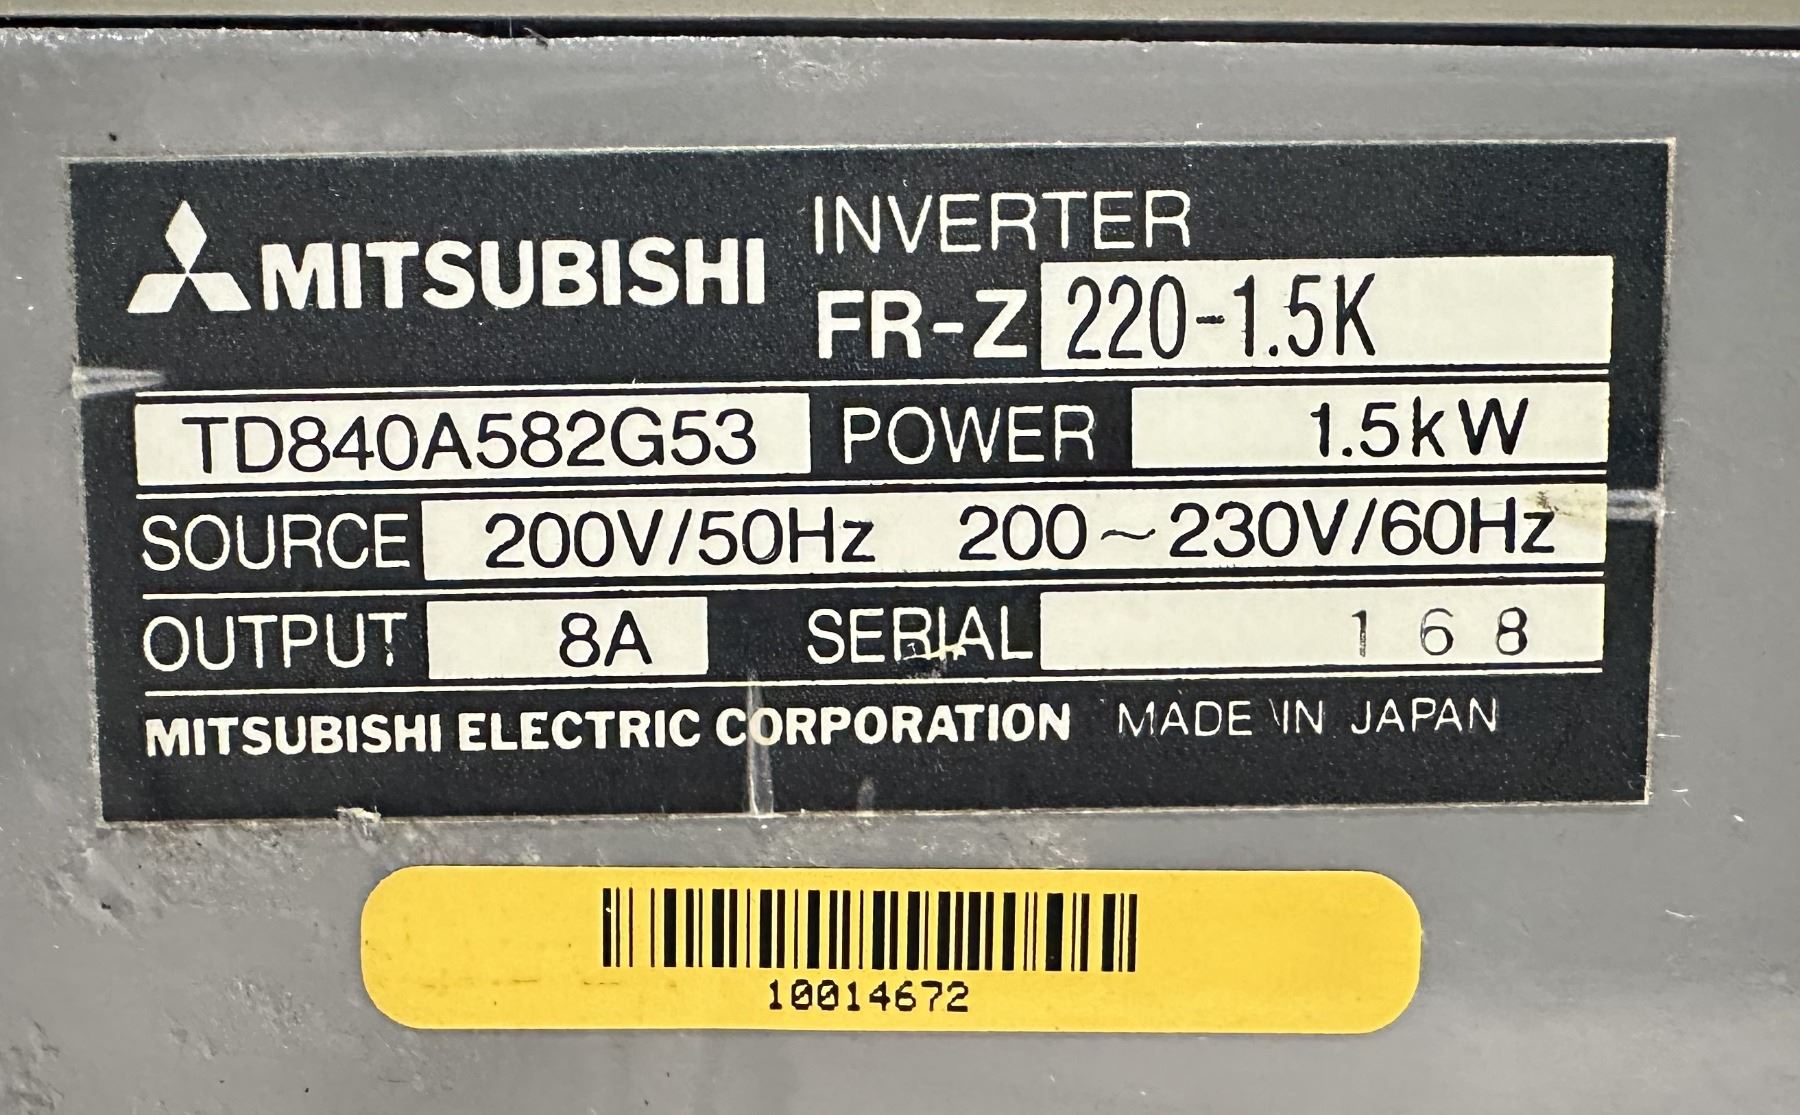 MITSUBISHI INVERTER
FR-Z 220-1.5K
TD840A582G53 POWER 1.5kW
SOURCE 200V/50Hz 200~230V/60Hz
OUTPUT 8A SERIAL 168
MITSUBISHI ELECTRIC CORPORATION MADE IN JAPAN
10014672